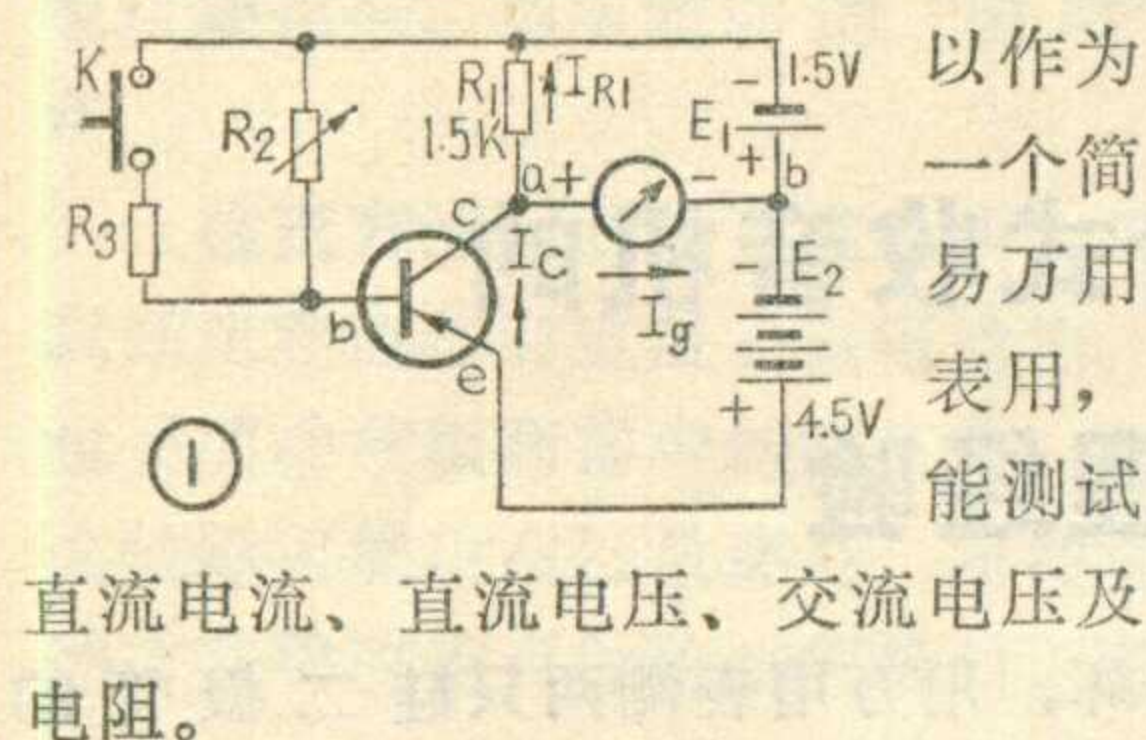 K
R2
R1
1.5K
IR1
- 1.5V
E1
+
b
a+
-
R3
c
Ic
Ig
- E2
b
e
+ 4.5V
1
以作为
一个简
易万用
表用，
能测试
直流电流、直流电压、交流电压及
电阻。